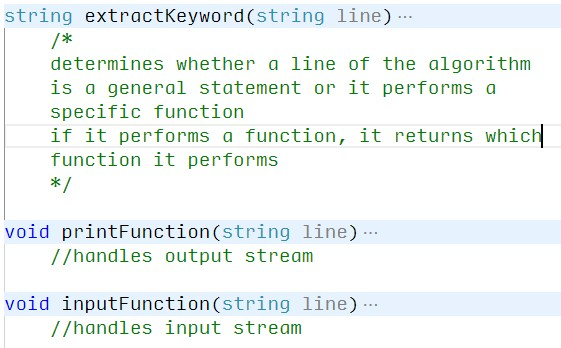 string extractKeyword(string line)···
/*
determines whether a line of the algorithm
is a general statement or it performs a
specific function
if it performs a function, it returns which
function it performs
*/
void printFunction(string line)···
//handles output stream
void inputFunction(string line)···
//handles input stream